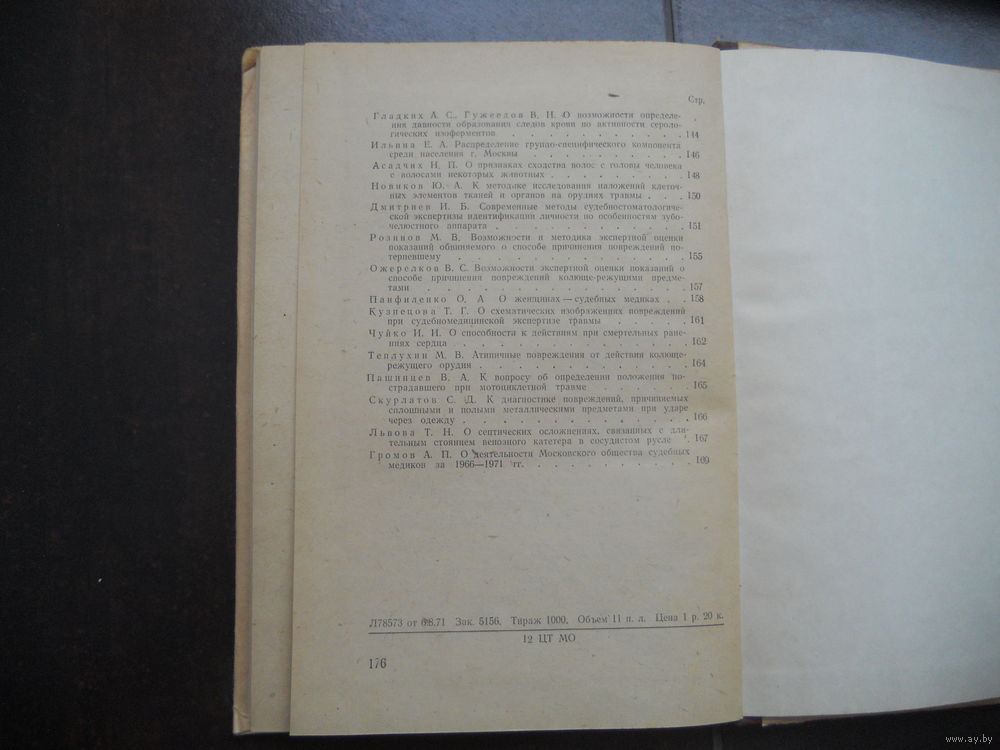 Стр.
Гладких А. С., Гужеедов В. Н. О возможности определе-
ния давности образования следов крови по активности сероло-
гических изоферментов . . . . . . . . . . 144
Ильина Е. А. Распределение группо-специфического компонента
среди населения г. Москвы . . . . . . . . . 146
Асадчих Н. П. О признаках сходства волос с головы человека
с волосами некоторых животных . . . . . . . . 148
Новиков Ю. А. К методике исследования наложений клеточ-
ных элементов тканей и органов на орудиях травмы . . . 150
Дмитриев И. Б. Современные методы судебностоматологиче-
ской экспертизы идентификации личности по особенностям зубо-
челюстного аппарата . . . . . . . . . . . 151
Розинов М. В. Возможности и методика экспертной оценки
показаний обвиняемого о способе причинения повреждений по-
терпевшему . . . . . . . . . . . . . 155
Ожерелков В. С. Возможности экспертной оценки показаний о
способе причинения повреждений колюще-режущими предме-
тами . . . . . . . . . . . . . . 157
Панфиленко О. А О женщинах — судебных медиках . . 158
Кузнецова Т. Г. О схематических изображениях повреждений
при судебномедицинской экспертизе травмы . . . . . 161
Чуйко И. И. О способности к действиям при смертельных ране-
ниях сердца . . . . . . . . . . . . . 162
Теплухин М. В. Атипичные повреждения от действия колюще-
режущего орудия . . . . . . . . . . . . 164
Пашинцев В. А. К вопросу об определении положения по-
страдавшего при мотоциклетной травме . . . . . . 165
Скурлатов С. Д. К диагностике повреждений, причиняемых
сплошными и полыми металлическими предметами при ударе
через одежду . . . . . . . . . . . . . 166
Львова Т. Н. О септических осложнениях, связанных с дли-
тельным стоянием венозного катетера в сосудистом русле . 167
Громов А. П. О деятельности Московского общества судебных
медиков за 1966—1971 гг. . . . . . . . . . . 169
Л78573 от 6.8.71 Зак. 5156. Тираж 1000. Объем 11 п. л. Цена 1 р. 20 к.
12 ЦТ МО
176
www.ay.by